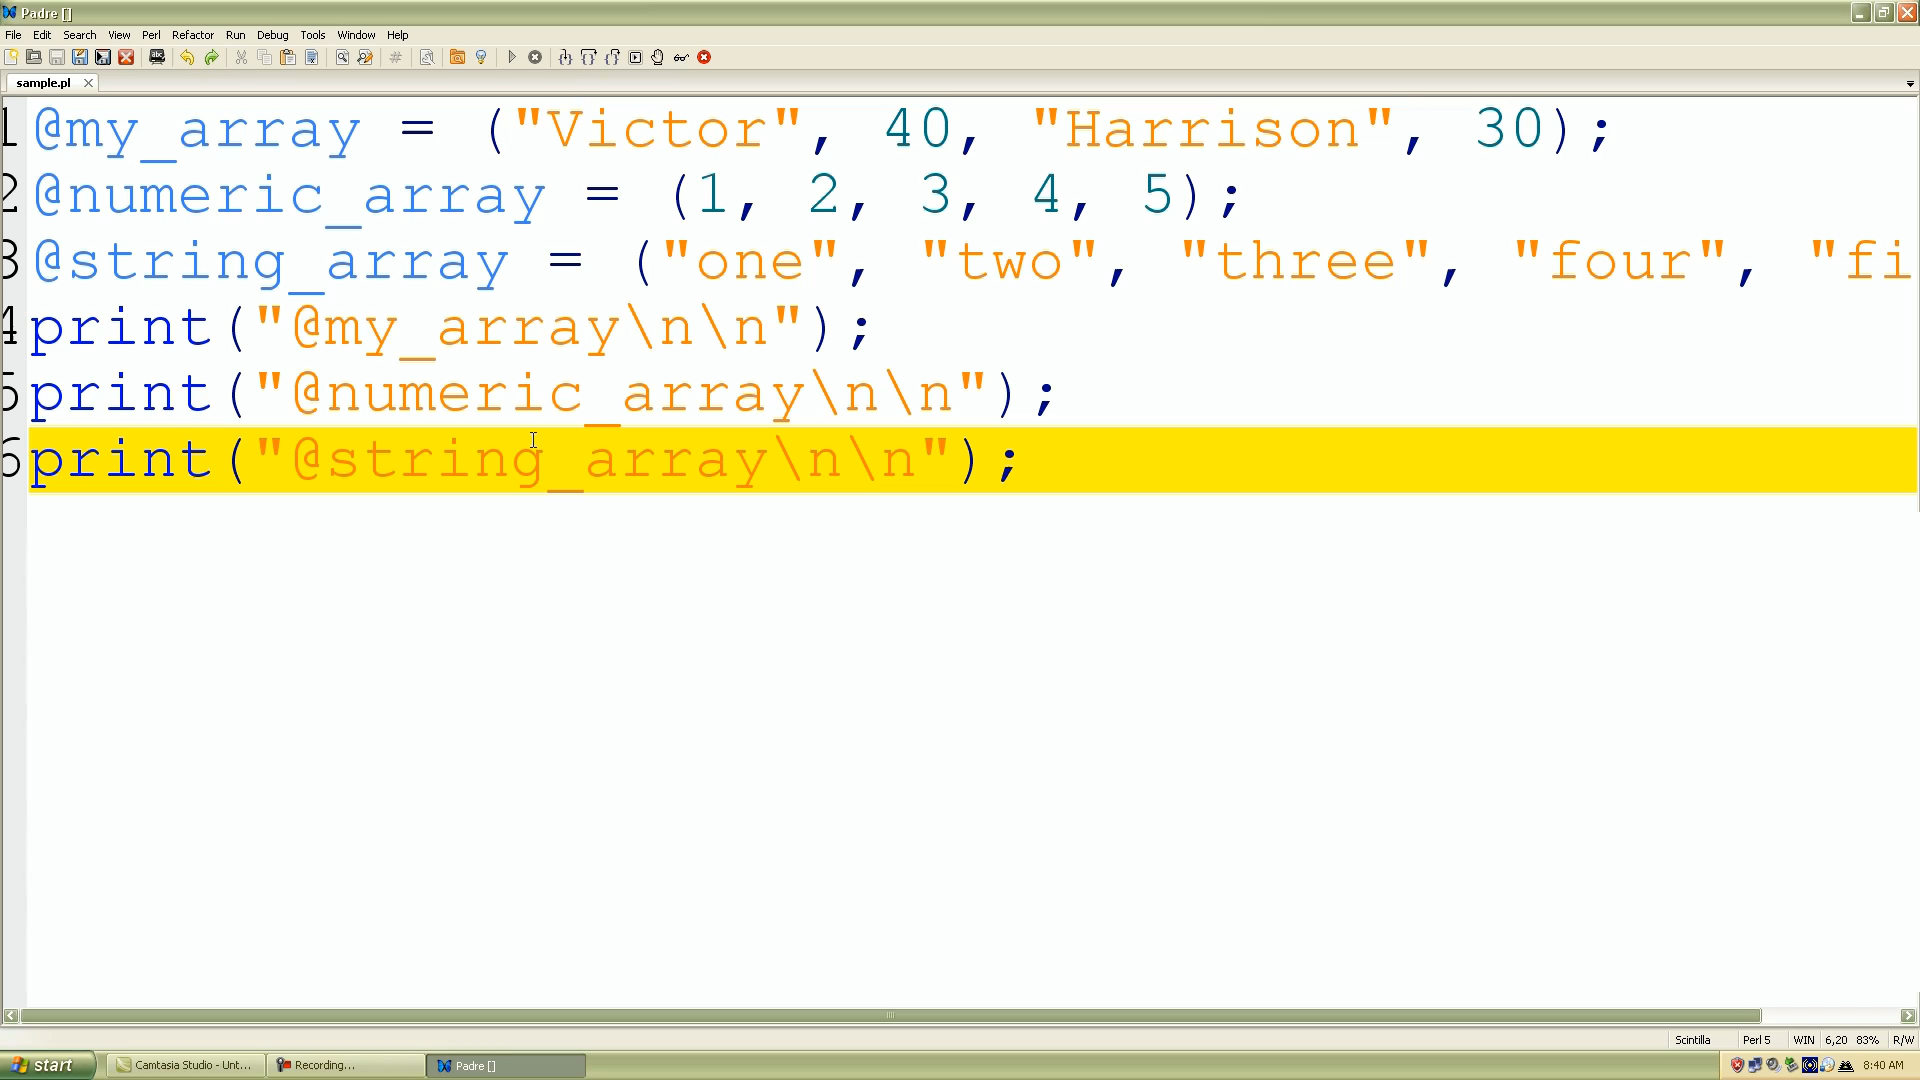 Padre []
File Edit Search View Perl Refactor Run Debug Tools Window Help
sample.pl
1 @my_array = ("Victor", 40, "Harrison", 30);
2 @numeric_array = (1, 2, 3, 4, 5);
3 @string_array = ("one", "two", "three", "four", "fi
4 print("@my_array\n\n");
5 print("@numeric_array\n\n");
6 print("@string_array\n\n");
Scintilla Perl 5 WIN 6,20 83% R/W
start Camtasia Studio - Unt... Recording... Padre [] 8:40 AM